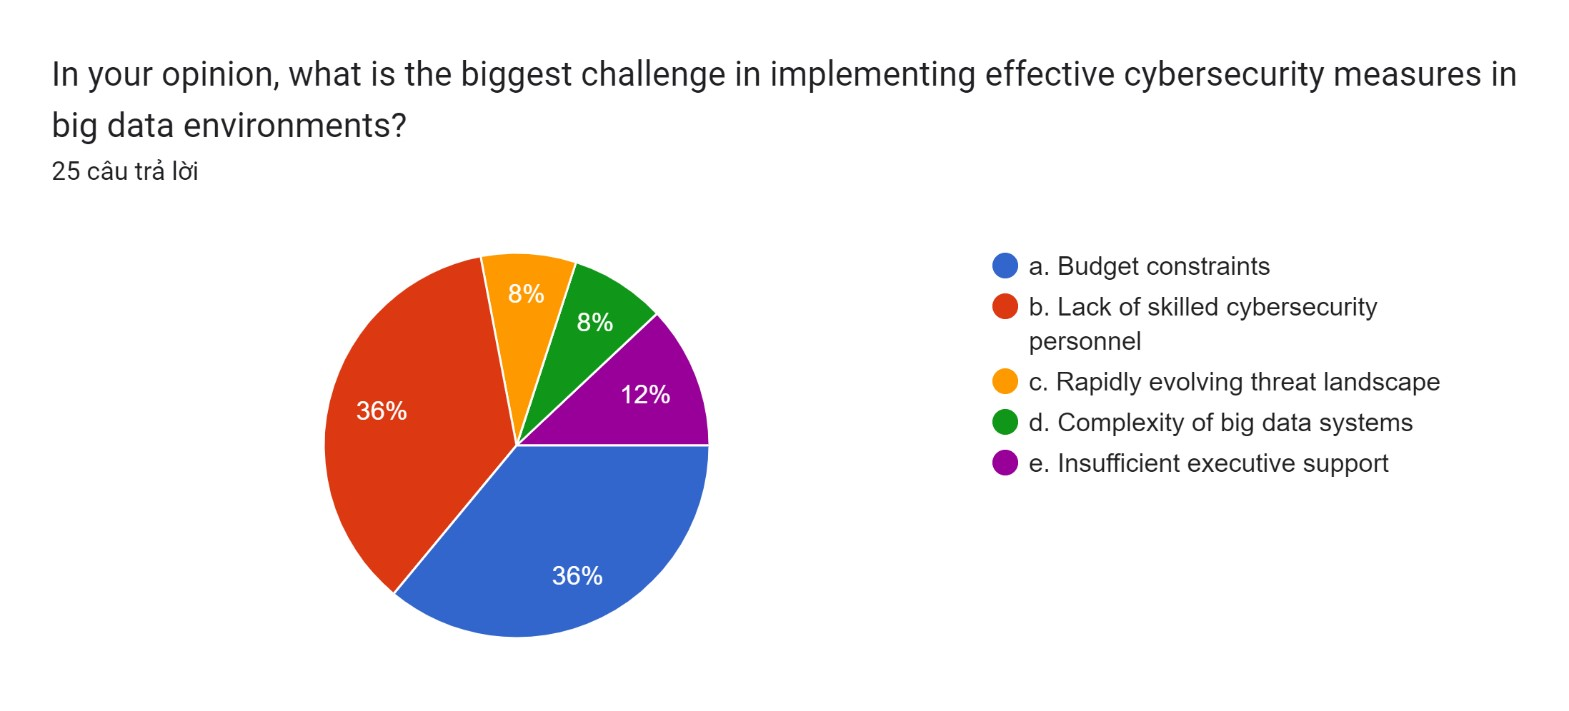 In your opinion, what is the biggest challenge in implementing effective cybersecurity measures in
big data environments?
25 câu trả lời
8%
8%
12%
36%
36%
a. Budget constraints
b. Lack of skilled cybersecurity
personnel
c. Rapidly evolving threat landscape
d. Complexity of big data systems
e. Insufficient executive support